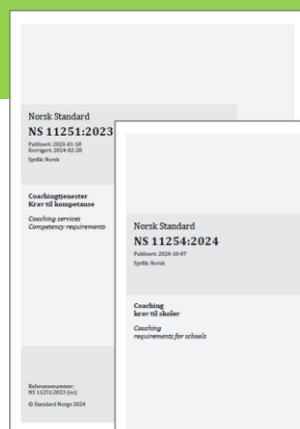 Norsk Standard
NS 11251:2023
Publisert: 2023-01-18
Korrigert: 2024-02-20
Språk: Norsk
Coachingtjenester
Krav til kompetanse
Coaching services
Competency requirements
Referansenummer:
NS 11251:2023 (no)
© Standard Norge 2024
Norsk Standard
NS 11254:2024
Publisert: 2024-10-07
Språk: Norsk
Coaching
krav til skoler
Coaching
requirements for schools